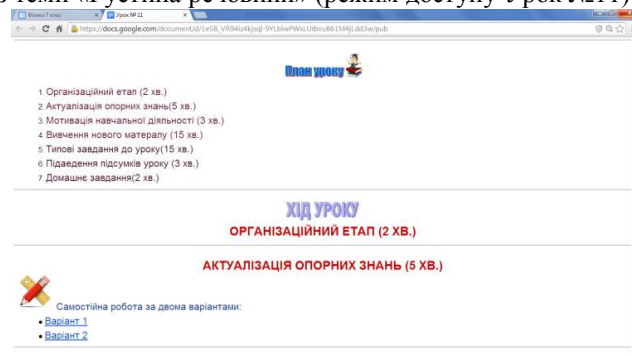 з теми «Густина речовини» (режим доступу Урок №11)
Фізика 7 клас
Урок № 11
https://docs.google.com/document/d/1eSB_VR94iz4kjxql-9YLblwPWxLUtbvuB61M4jLdd3w/pub
План уроку
1. Організаційний етап (2 хв.)
2. Актуалізація опорних знань(5 хв.)
3. Мотивація навчальної діяльності (3 хв.)
4. Вивчення нового матералу (15 хв.)
5. Типові завдання до уроку(15 хв.)
6. Підаедення підсумків уроку (3 хв.)
7. Домашнє завдання(2 хв.)
ХІД УРОКУ
ОРГАНІЗАЦІЙНИЙ ЕТАП (2 ХВ.)
АКТУАЛІЗАЦІЯ ОПОРНИХ ЗНАНЬ (5 ХВ.)
Самостійна робота за двома варіантами:
• Варіант 1
• Варіант 2